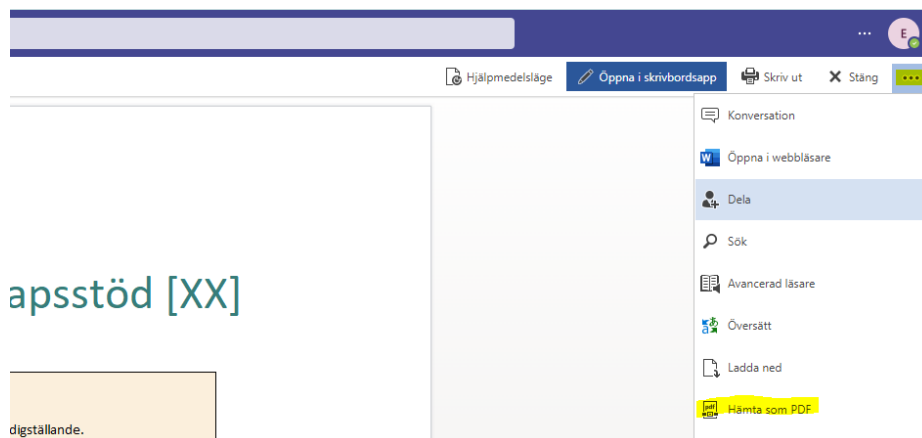 ... E
Hjälpmedelsläge Öppna i skrivbordsapp Skriv ut Stäng ...
Konversation
Öppna i webbläsare
Dela
Sök
apsstöd [XX]
Avancerad läsare
Översätt
Ladda ned
Hämta som PDF
digställande.